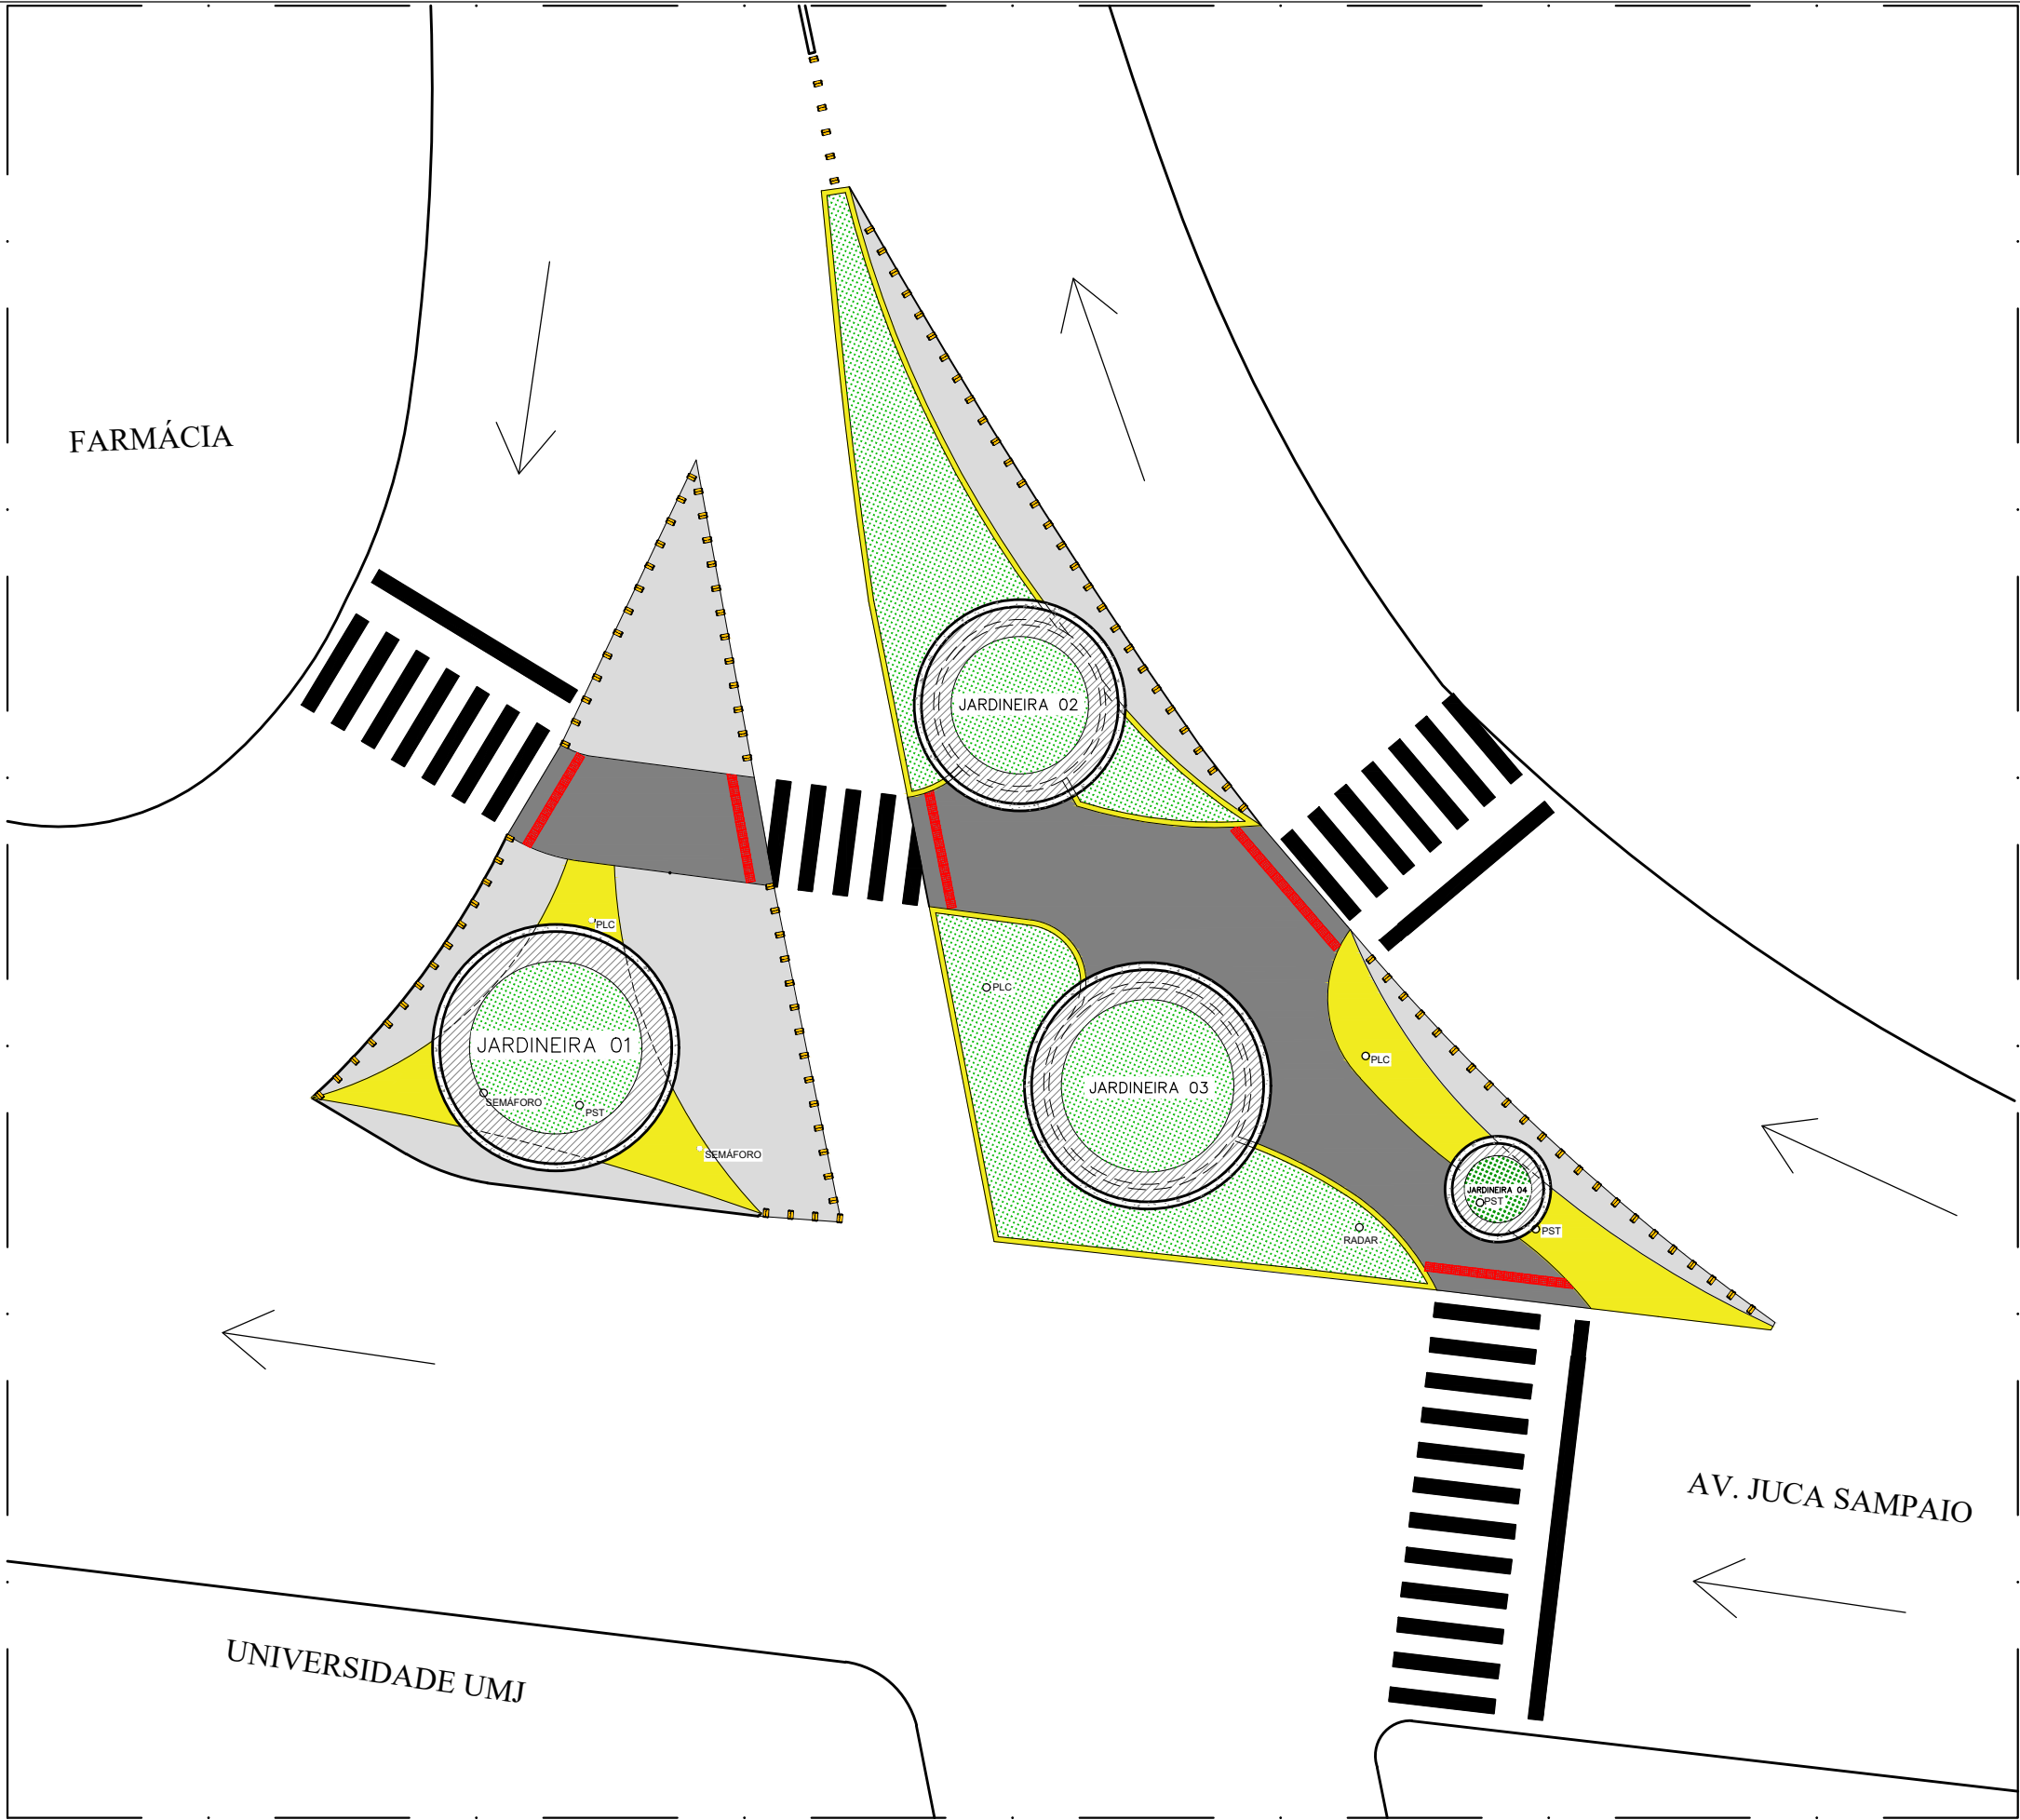 FARMÁCIA
JARDINEIRA 02
PLC
PLC
JARDINEIRA 01
PLC
JARDINEIRA 03
SEMÁFORO
PST
SEMÁFORO
JARDINEIRA 04
PST
PST
RADAR
AV. JUCA SAMPAIO
UNIVERSIDADE UMJ